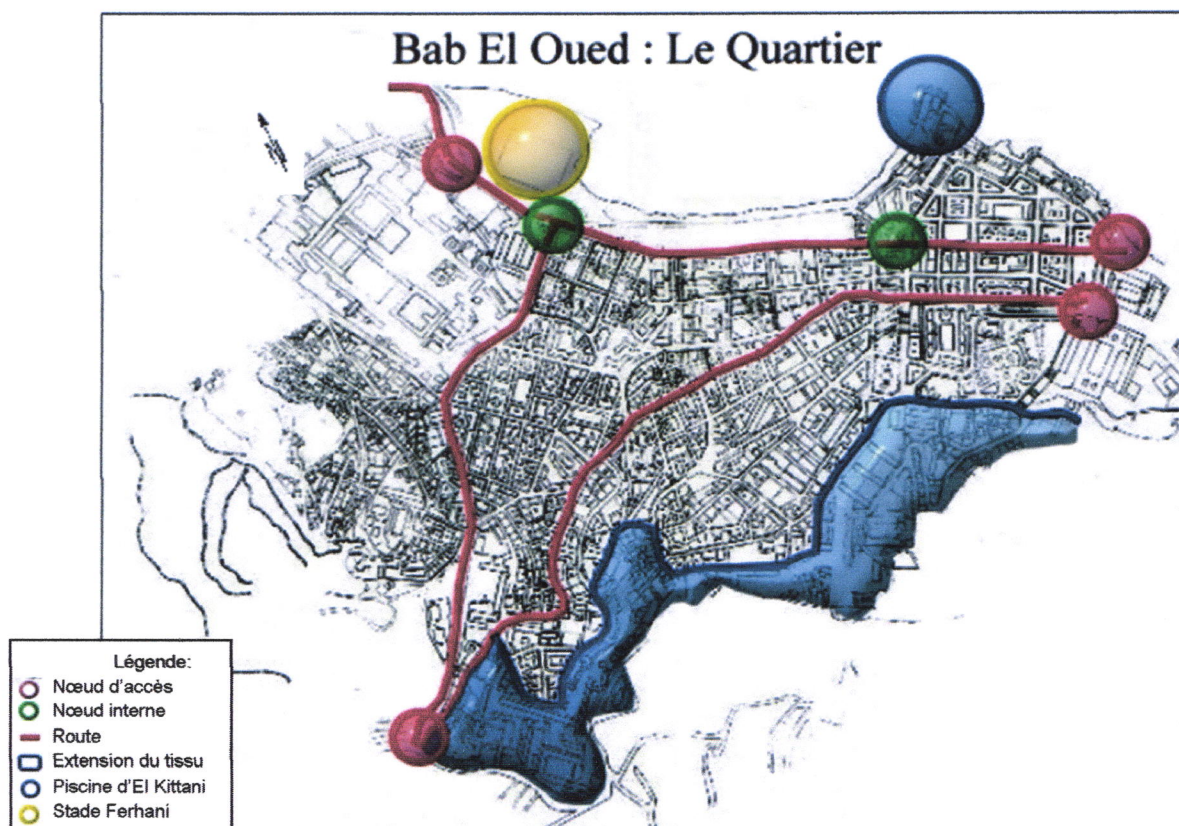 Bab El Oued : Le Quartier
Légende:
Nœud d'accès
Nœud interne
Route
Extension du tissu
Piscine d'El Kittani
Stade Ferhani